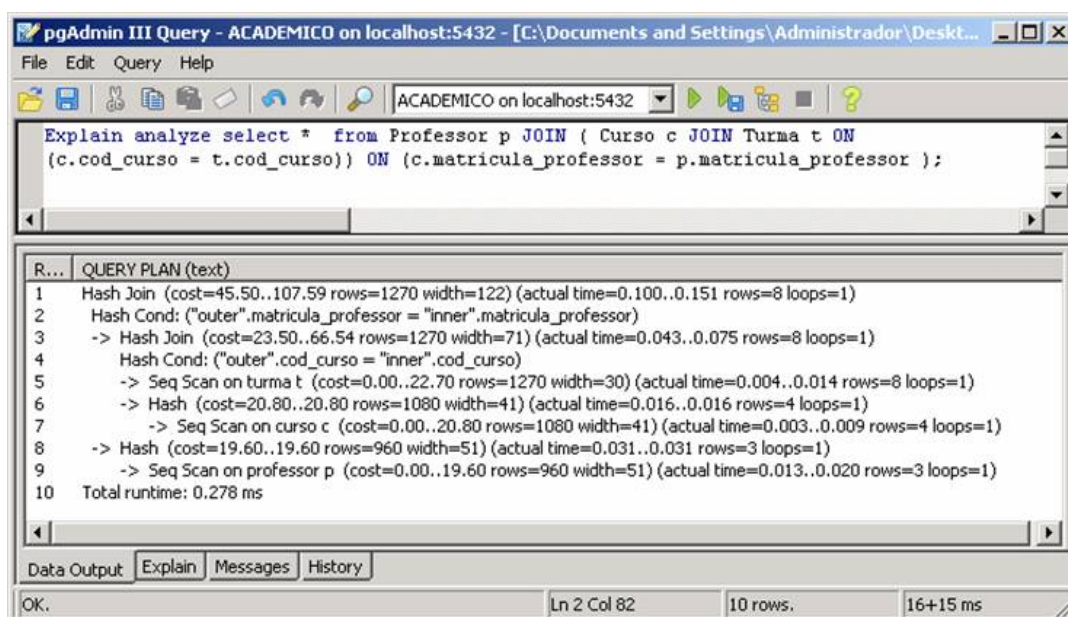 pgAdmin III Query - ACADEMICO on localhost:5432 - [C:\Documents and Settings\Administrador\Deskt...
File Edit Query Help
ACADEMICO on localhost:5432
Explain analyze select * from Professor p JOIN ( Curso c JOIN Turma t ON
(c.cod_curso = t.cod_curso)) ON (c.matricula_professor = p.matricula_professor );
R... QUERY PLAN (text)
1 Hash Join (cost=45.50..107.59 rows=1270 width=122) (actual time=0.100..0.151 rows=8 loops=1)
2 Hash Cond: ("outer".matricula_professor = "inner".matricula_professor)
3 -> Hash Join (cost=23.50..66.54 rows=1270 width=71) (actual time=0.043..0.075 rows=8 loops=1)
4 Hash Cond: ("outer".cod_curso = "inner".cod_curso)
5 -> Seq Scan on turma t (cost=0.00..22.70 rows=1270 width=30) (actual time=0.004..0.014 rows=8 loops=1)
6 -> Hash (cost=20.80..20.80 rows=1080 width=41) (actual time=0.016..0.016 rows=4 loops=1)
7 -> Seq Scan on curso c (cost=0.00..20.80 rows=1080 width=41) (actual time=0.003..0.009 rows=4 loops=1)
8 -> Hash (cost=19.60..19.60 rows=960 width=51) (actual time=0.031..0.031 rows=3 loops=1)
9 -> Seq Scan on professor p (cost=0.00..19.60 rows=960 width=51) (actual time=0.013..0.020 rows=3 loops=1)
10 Total runtime: 0.278 ms
Data Output Explain Messages History
OK. Ln 2 Col 82 10 rows. 16+15 ms